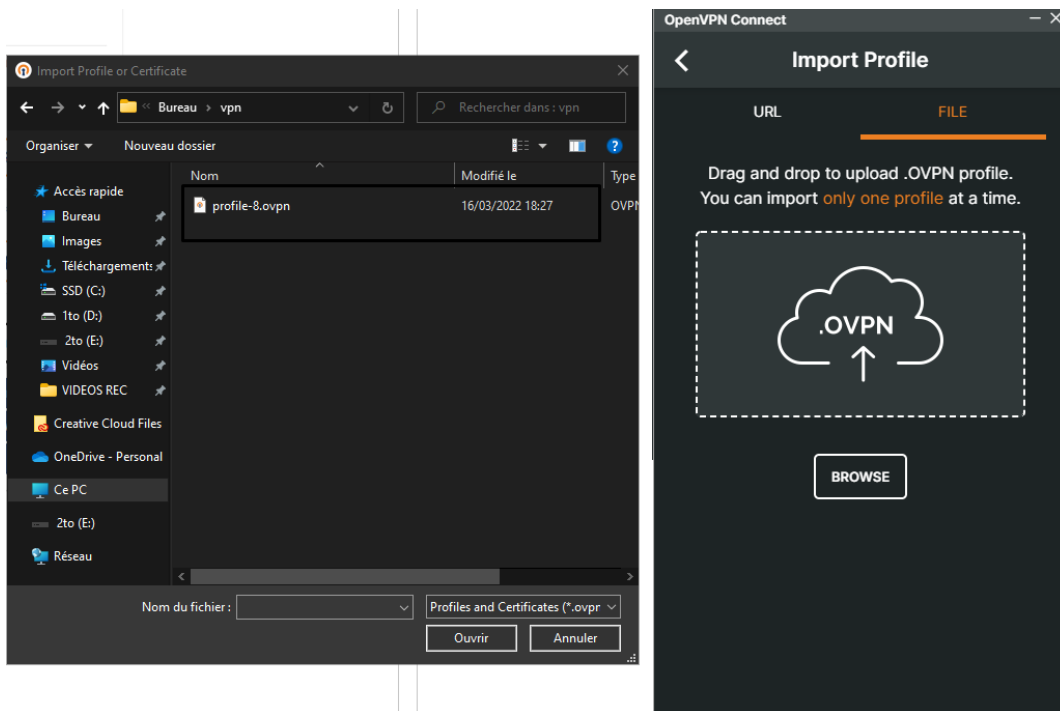 Import Profile or Certificate
« Bureau › vpn
Rechercher dans : vpn
Organiser
Nouveau dossier
Nom
Modifié le
Type
profile-8.ovpn
16/03/2022 18:27
OVPN
Accès rapide
Bureau
Images
Téléchargements
SSD (C:)
1to (D:)
2to (E:)
Vidéos
VIDEOS REC
Creative Cloud Files
OneDrive - Personal
Ce PC
2to (E:)
Réseau
Nom du fichier :
Profiles and Certificates (*.ovpr
Ouvrir
Annuler
OpenVPN Connect
Import Profile
URL
FILE
Drag and drop to upload .OVPN profile.
You can import only one profile at a time.
.OVPN
BROWSE